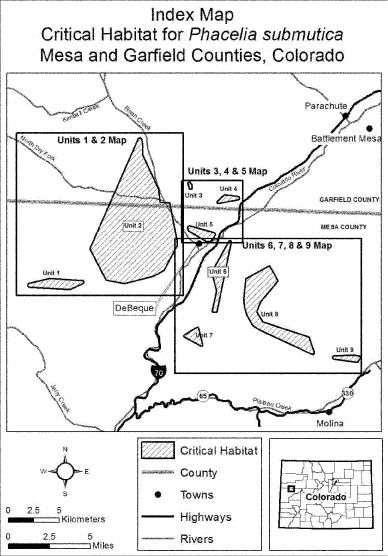 Index Map
Critical Habitat for Phacelia submutica
Mesa and Garfield Counties, Colorado
Parachute
Battlement Mesa
Kimball Creek
Roan Creek
North Dry Fork
Units 1 & 2 Map
Units 3, 4 & 5 Map
Colorado River
Unit 3
Unit 4
GARFIELD COUNTY
MESA COUNTY
Unit 2
Unit 5
Units 6, 7, 8 & 9 Map
Unit 1
Unit 6
DeBeque
Unit 8
Unit 7
Unit 9
70
Jerry Creek
65
Plateau Creek
330
Molina
N
W
E
S
Critical Habitat
County
Towns
Highways
Rivers
Colorado
0 2.5 5
Kilometers
0 2.5 5
Miles